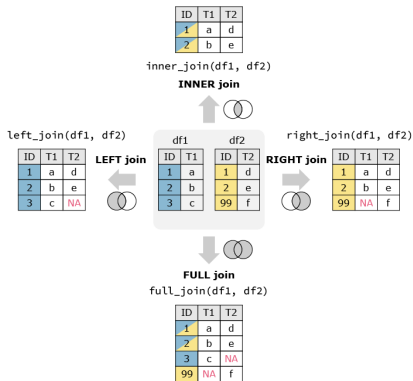 ID T1 T2
1 a d
2 b e
inner_join(df1, df2)
INNER join
left_join(df1, df2)
ID T1 T2
1 a d
2 b e
3 c NA
LEFT join
df1
ID T1
1 a
2 b
3 c
df2
ID T2
1 d
2 e
99 f
RIGHT join
right_join(df1, df2)
ID T1 T2
1 a d
2 b e
99 NA f
FULL join
full_join(df1, df2)
ID T1 T2
1 a d
2 b e
3 c NA
99 NA f